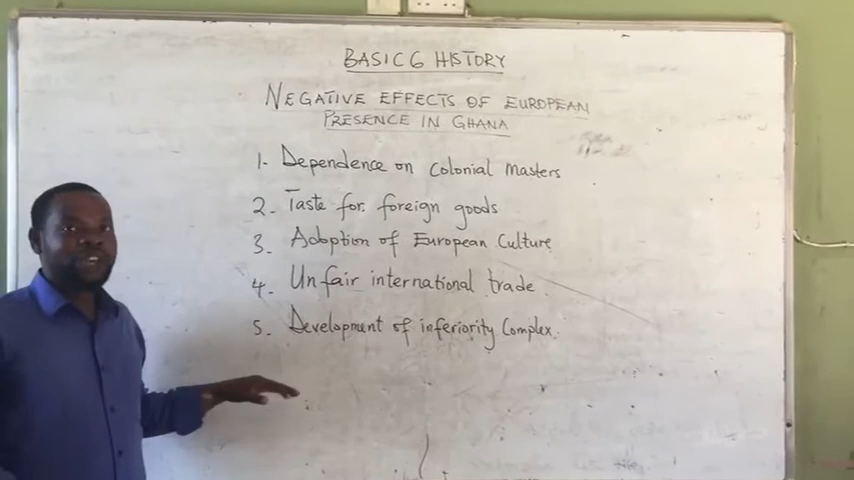 BASIC 6 HISTORY
NEGATIVE EFFECTS OF EUROPEAN
PRESENCE IN GHANA
1- Dependence on colonial masters
2- Taste for foreign goods
3- Adoption of European Culture
4- Unfair international trade
5- Development of inferiority Complex.